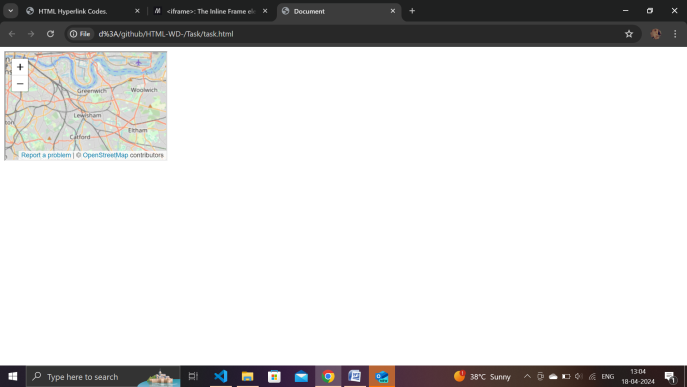 HTML Hyperlink Codes.
<iframe>: The Inline Frame ele
Document
File
d%3A/github/HTML-WD-/Task/task.html
+
−
Greenwich
Woolwich
Lewisham
Eltham
Catford
Report a problem | © OpenStreetMap contributors
Type here to search
38°C Sunny
ENG
13:04
18-04-2024